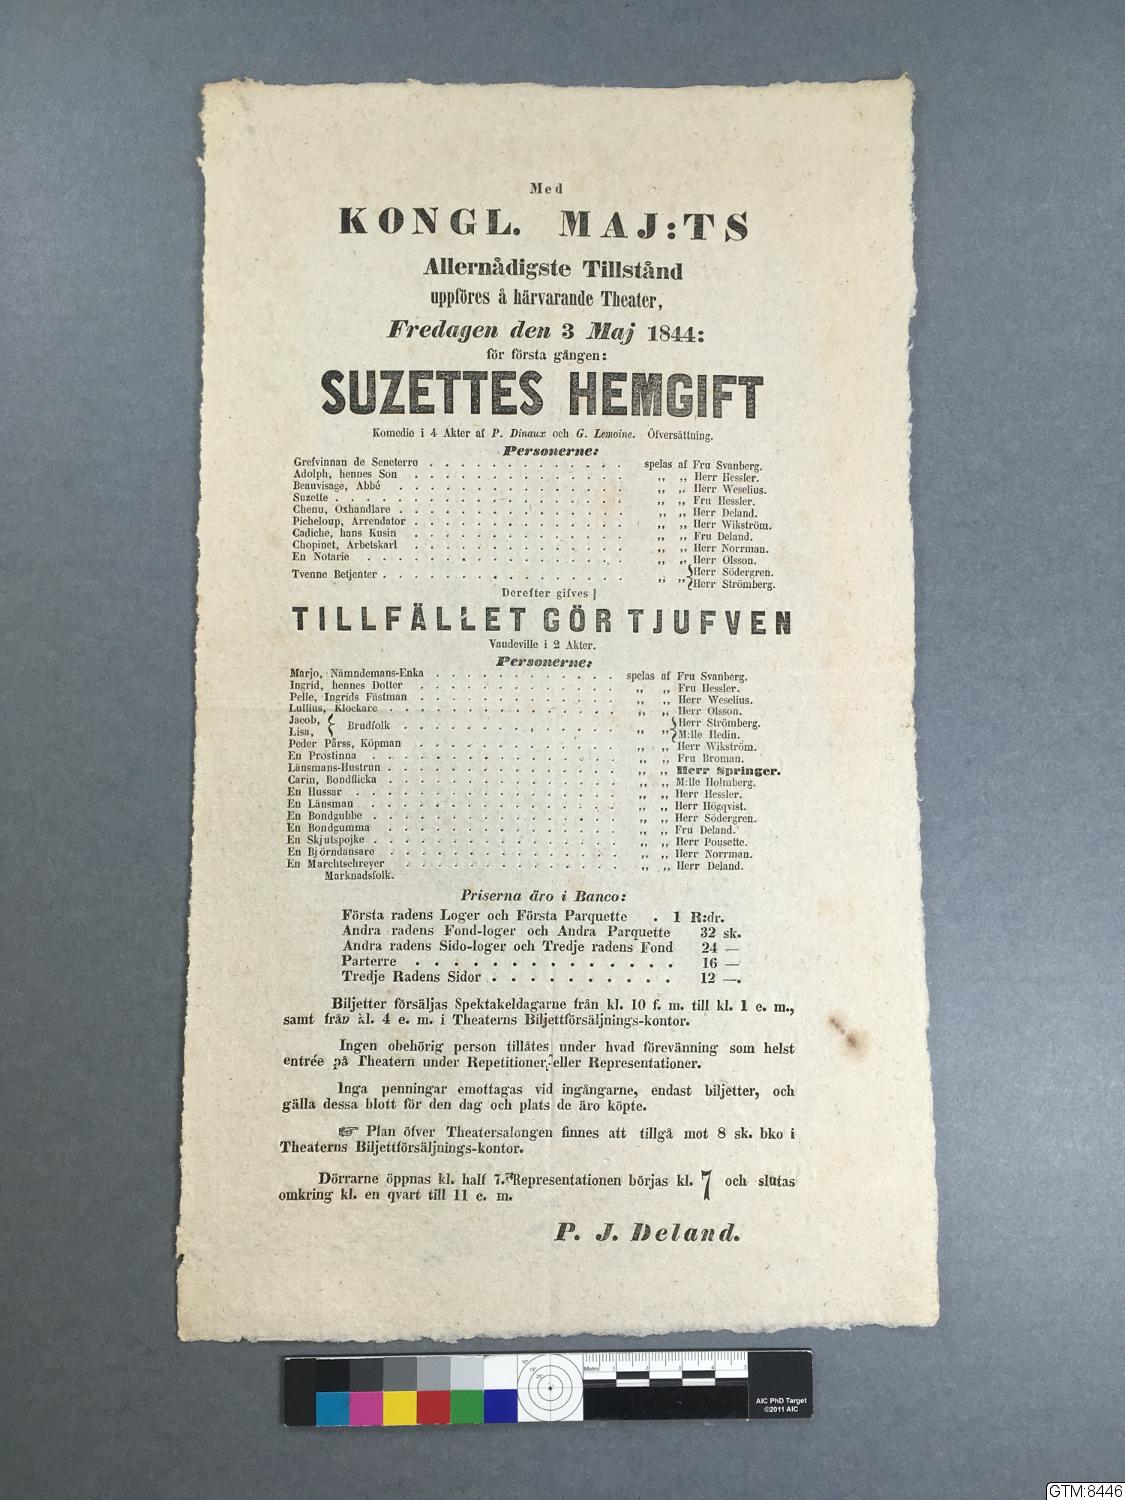 Med
KONGL. MAJ:TS
Allernådigste Tillstånd
uppföres å härvarande Theater,
Fredagen den 3 Maj 1844:
för första gången:
SUZETTES HEMGIFT
Komedie i 4 Akter af P. Dinaux och G. Lemoine. Öfversättning.
Personerne:
Grefvinnan de Seneterre . . . . . . . . . . . . . spelas af Fru Svanberg.
Adolph, hennes Son . . . . . . . . . . . . . „ „ Herr Hessler.
Beauvisage, Abbé . . . . . . . . . . . . . . „ „ Herr Weselius.
Suzette . . . . . . . . . . . . . . . . . . „ „ Fru Hessler.
Chenu, Oxhandlare . . . . . . . . . . . . . . „ „ Herr Deland.
Picheloup, Arrendator . . . . . . . . . . . . . „ „ Herr Wikström.
Cadiche, hans Kusin . . . . . . . . . . . . . „ „ Fru Deland.
Chopinet, Arbetskarl . . . . . . . . . . . . . „ „ Herr Norrman.
En Notarie . . . . . . . . . . . . . . . . „ „ Herr Olsson.
Tvenne Betjenter . . . . . . . . . . . . . . . „ „ { Herr Södergren.
Herr Strömberg.
Derefter gifves
TILLFÄLLET GÖR TJUFVEN
Vaudeville i 2 Akter.
Personerne:
Marjo, Nämndemans-Enka . . . . . . . . . . . . spelas af Fru Svanberg.
Ingrid, hennes Dotter . . . . . . . . . . . . . „ „ Fru Hessler.
Pelle, Ingrids Fästman . . . . . . . . . . . . . „ „ Herr Weselius.
Lullius, Klockare . . . . . . . . . . . . . . . „ „ Herr Olsson.
Jacob, { Brudfolk . . . . . . . . . . . . . . „ „ { Herr Strömberg.
Lisa, M:lle Hedin.
Peder Pärss, Köpman . . . . . . . . . . . . . „ „ Herr Wikström.
En Prostinna . . . . . . . . . . . . . . . . „ „ Fru Broman.
Länsmans-Hustrun . . . . . . . . . . . . . . . „ „ Herr Springer.
Carin, Bondflicka . . . . . . . . . . . . . . . „ „ M:lle Holmberg.
En Hussar . . . . . . . . . . . . . . . . . „ „ Herr Hessler.
En Länsman . . . . . . . . . . . . . . . . „ „ Herr Högqvist.
En Bondgubbe . . . . . . . . . . . . . . . . „ „ Herr Södergren.
En Bondgumma . . . . . . . . . . . . . . . . „ „ Fru Deland.
En Skjutspojke . . . . . . . . . . . . . . . . „ „ Herr Pousette.
En Björndansare . . . . . . . . . . . . . . . „ „ Herr Norrman.
En Marchtschreyer . . . . . . . . . . . . . . „ „ Herr Deland.
Marknadsfolk.
Priserna äro i Banco:
Första radens Loger och Första Parquette . 1 R:dr.
Andra radens Fond-loger och Andra Parquette 32 sk.
Andra radens Sido-loger och Tredje radens Fond 24 —
Parterre . . . . . . . . . . . . . 16 —
Tredje Radens Sidor . . . . . . . . . . 12 —.
Biljetter försäljas Spektakeldagarne från kl. 10 f. m. till kl. 1 e. m.,
samt från kl. 4 e. m. i Theaterns Biljettförsäljnings-kontor.
Ingen obehörig person tillåtes under hvad förevänning som helst
entrée på Theatern under Repetitioner, eller Representationer.
Inga penningar emottagas vid ingångarne, endast biljetter, och
gälla dessa blott för den dag och plats de äro köpte.
☞ Plan öfver Theatersalongen finnes att tillgå mot 8 sk. bko i
Theaterns Biljettförsäljnings-kontor.
Dörrarne öppnas kl. half 7. Representationen börjas kl. 7 och slutas
omkring kl. en qvart till 11 e. m.
P. J. Deland.
Metric 1 2 3 4 5
AIC PhD Target
©2011 AIC
GTM:8446